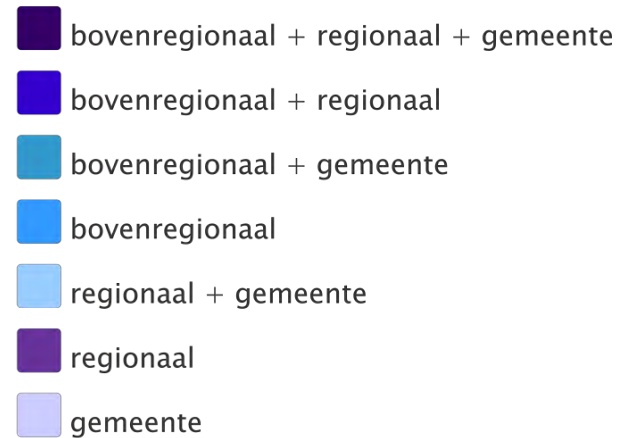 bovenregionaal + regionaal + gemeente
bovenregionaal + regionaal
bovenregionaal + gemeente
bovenregionaal
regionaal + gemeente
regionaal
gemeente